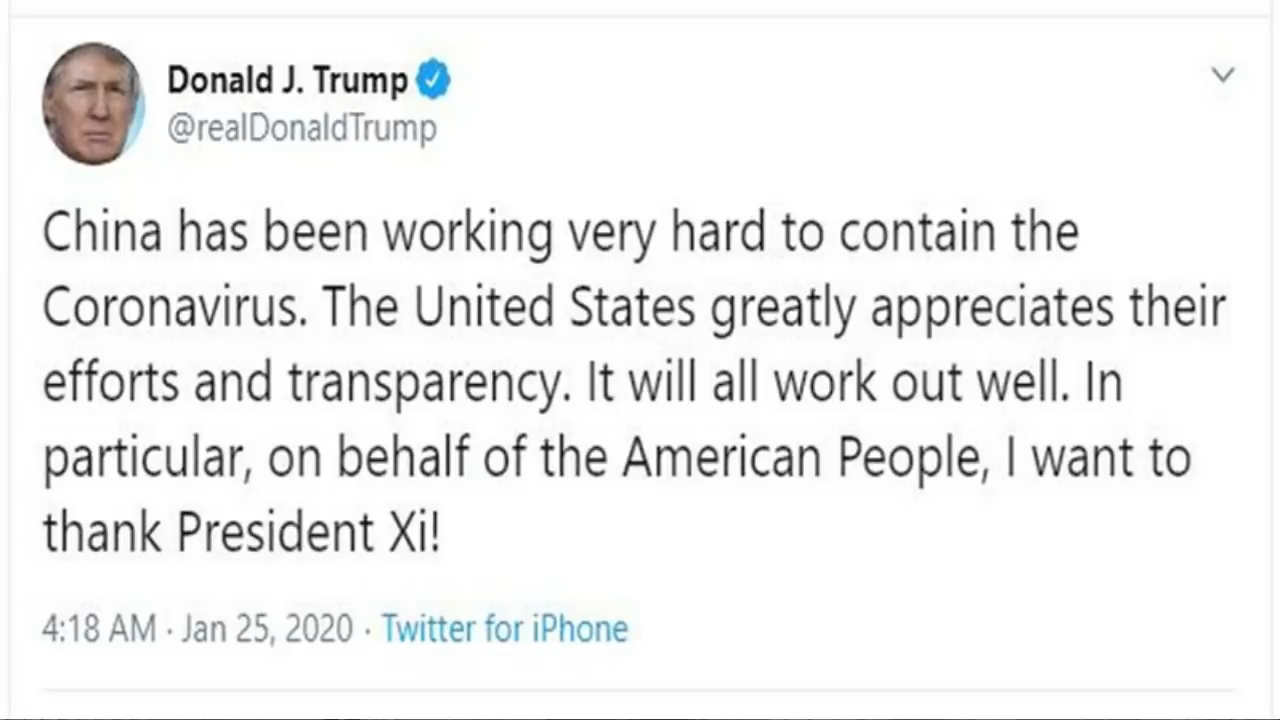 Donald J. Trump
@realDonaldTrump
China has been working very hard to contain the
Coronavirus. The United States greatly appreciates their
efforts and transparency. It will all work out well. In
particular, on behalf of the American People, I want to
thank President Xi!
4:18 AM · Jan 25, 2020 · Twitter for iPhone